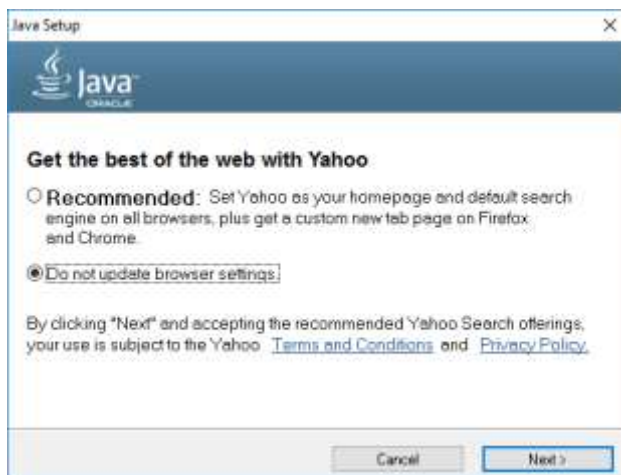 Java Setup
Java
ORACLE
Get the best of the web with Yahoo
Recommended: Set Yahoo as your homepage and default search
engine on all browsers, plus get a custom new tab page on Firefox
and Chrome.
Do not update browser settings.
By clicking "Next" and accepting the recommended Yahoo Search offerings,
your use is subject to the Yahoo Terms and Conditions and Privacy Policy.
Cancel Next >